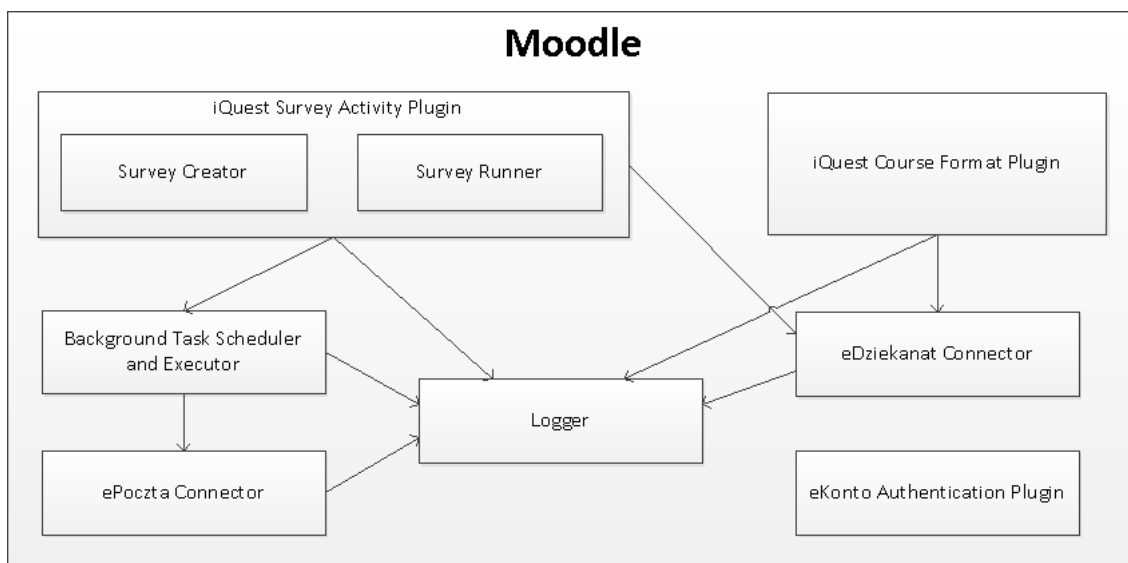 Moodle
iQuest Survey Activity Plugin
Survey Creator
Survey Runner
iQuest Course Format Plugin
Background Task Scheduler
and Executor
eDziekanat Connector
Logger
ePoczta Connector
eKonto Authentication Plugin